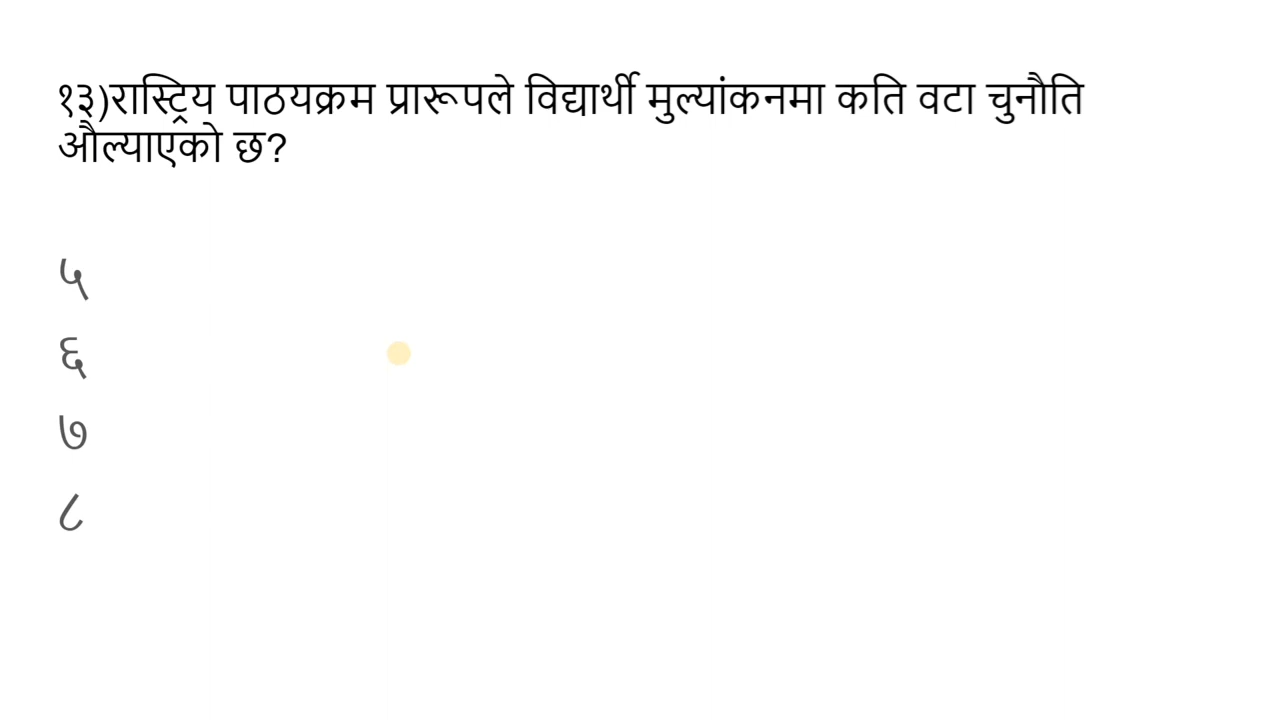 १३)रास्ट्रिय पाठयक्रम प्रारूपले विद्यार्थी मुल्यांकनमा कति वटा चुनौति
औल्याएको छ?
५
६
७
८